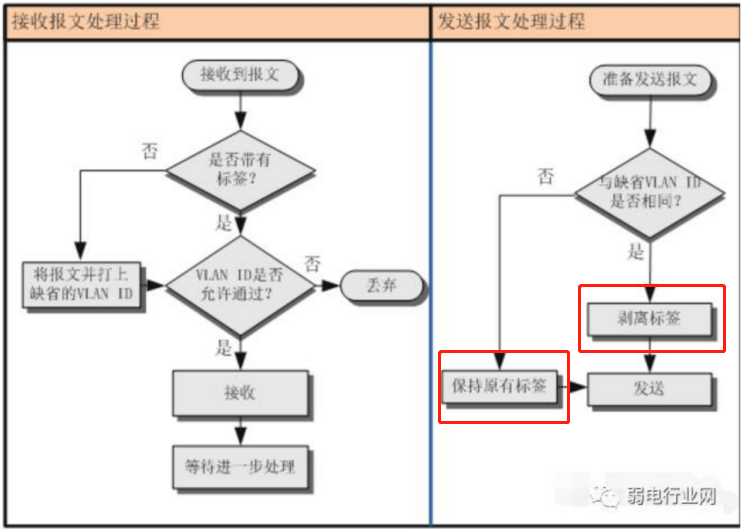 接收报文处理过程
接收到报文
是否带有
标签?
否
是
将报文并打上
缺省的VLAN ID
VLAN ID是否
允许通过?
否
丢弃
是
接收
等待进一步处理
发送报文处理过程
准备发送报文
与缺省VLAN ID
是否相同?
否
是
剥离标签
保持原有标签
发送
弱电行业网